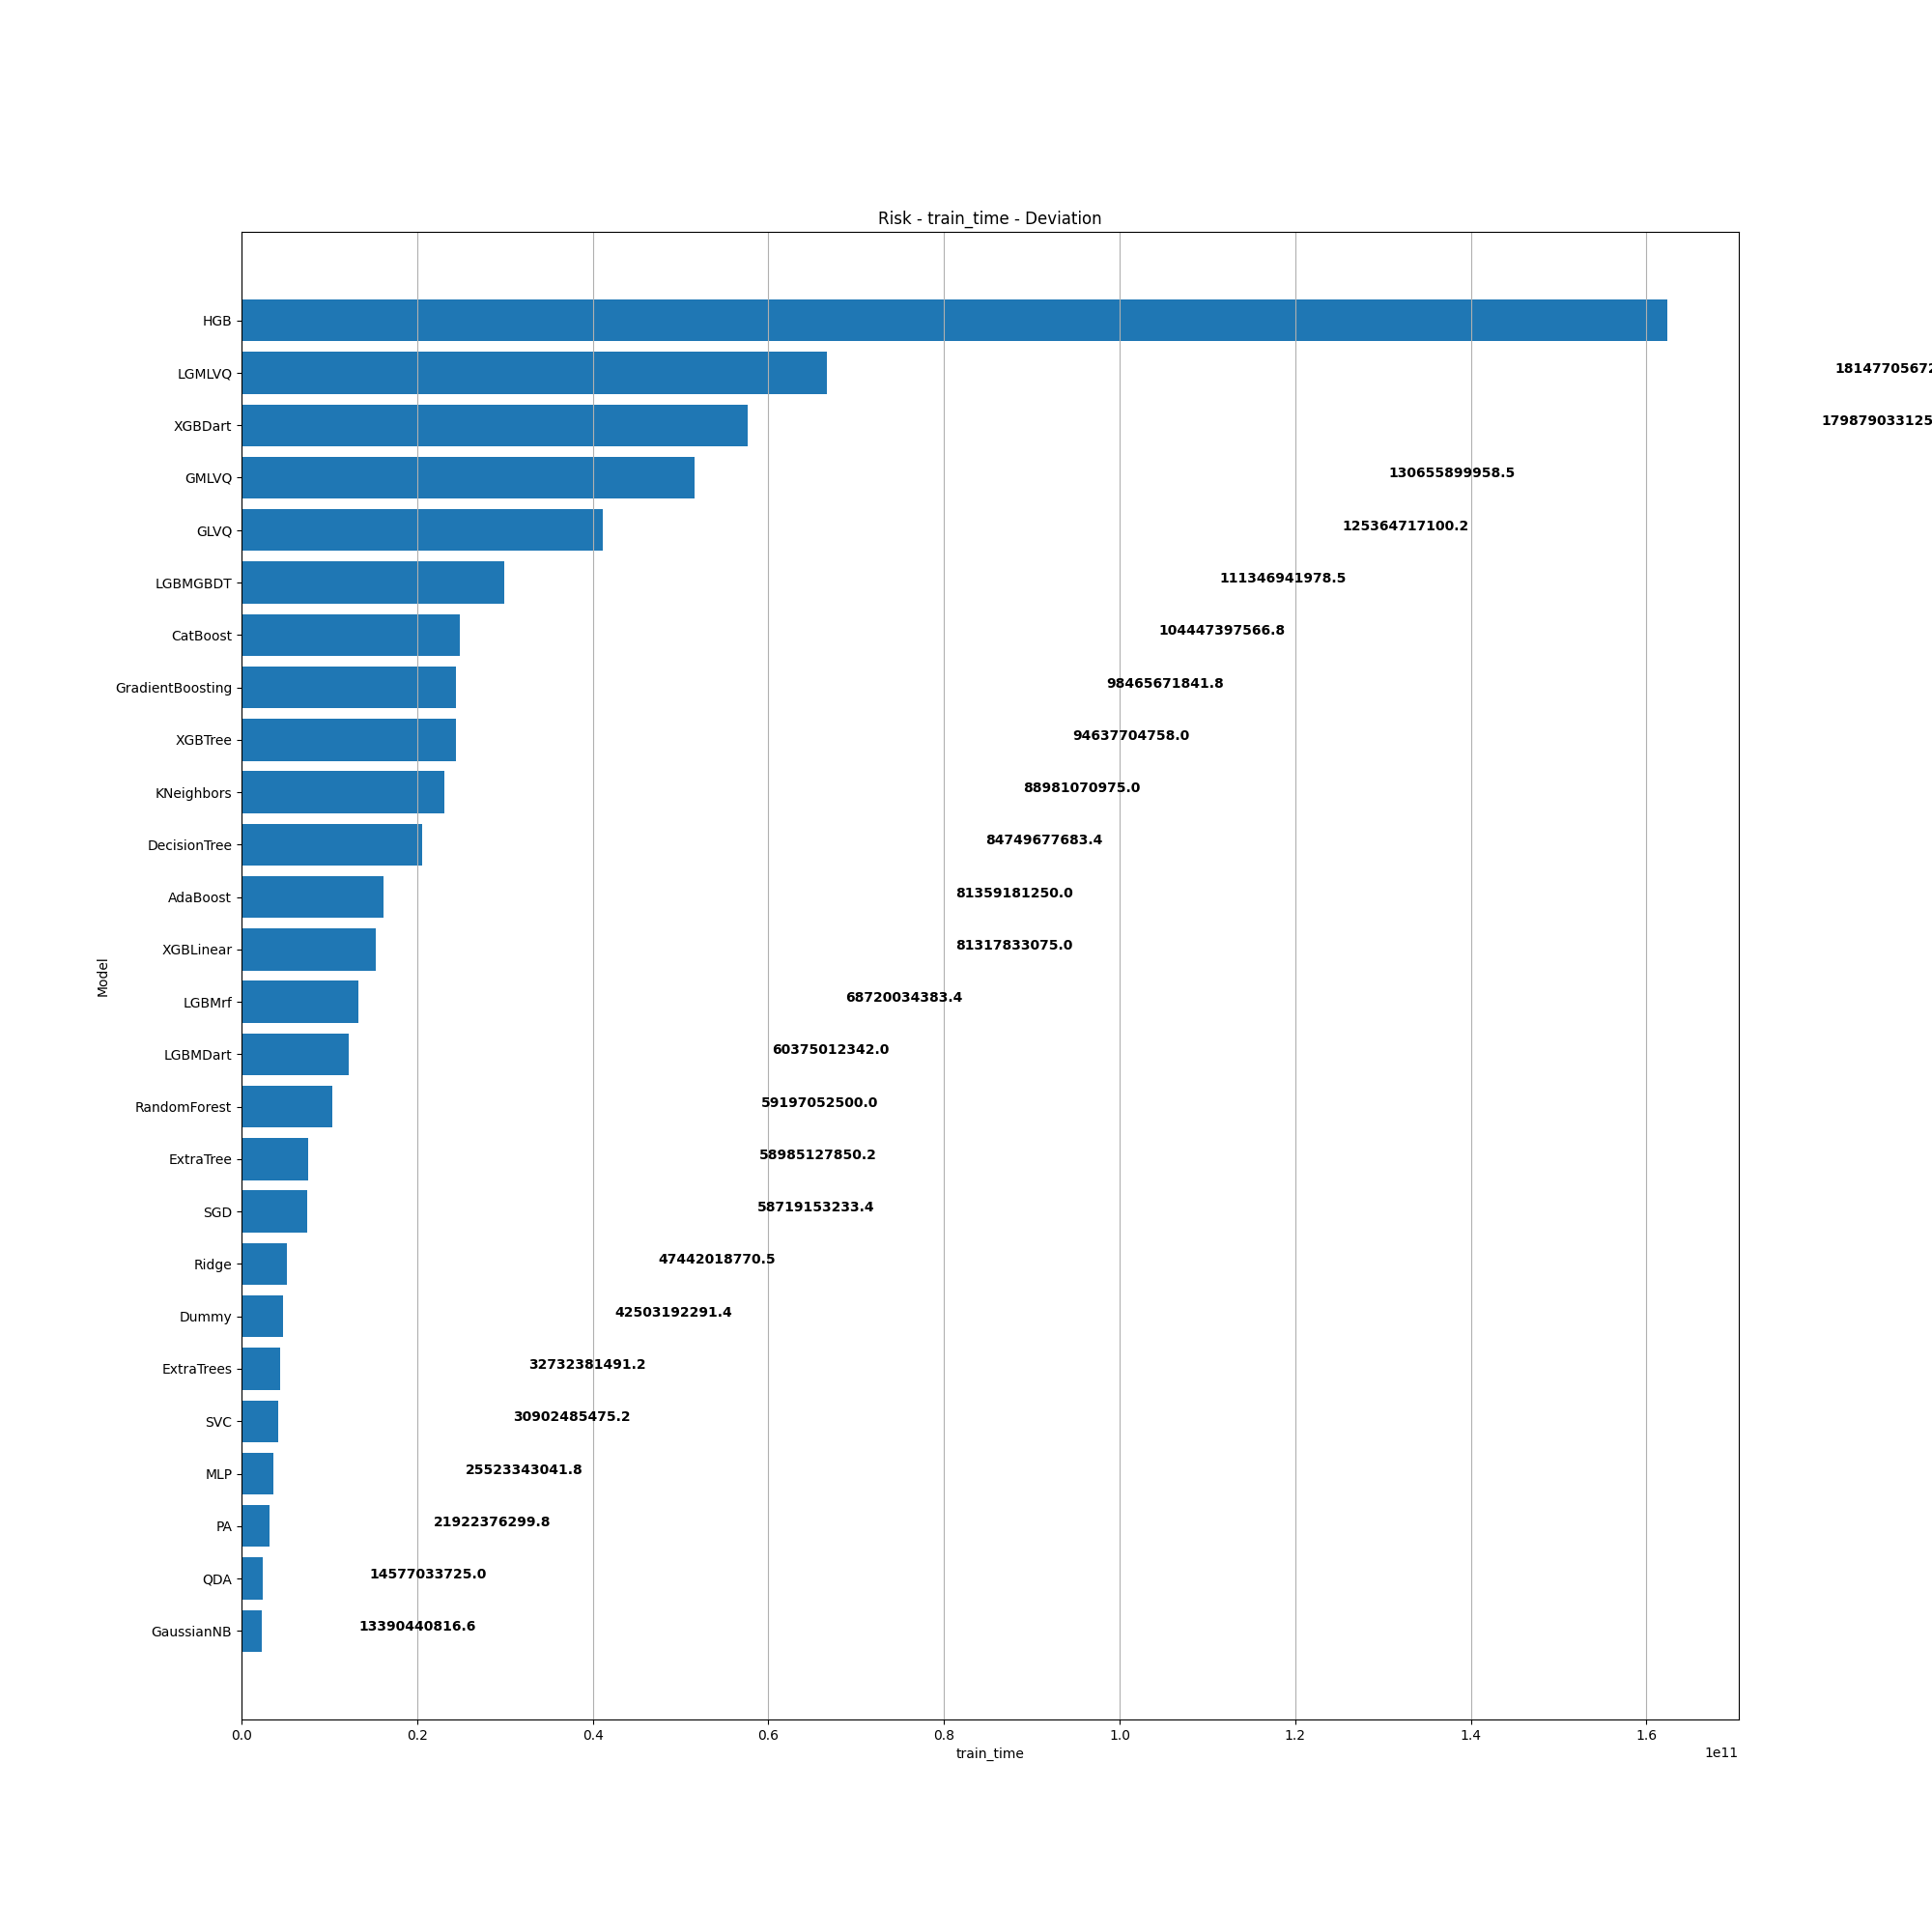 Risk - train_time - Deviation
HGB
LGMLVQ 18147705672
XGBDart 179879033125
GMLVQ 130655899958.5
GLVQ 125364717100.2
LGBMGBDT 111346941978.5
CatBoost 104447397566.8
GradientBoosting 98465671841.8
XGBTree 94637704758.0
KNeighbors 88981070975.0
DecisionTree 84749677683.4
AdaBoost 81359181250.0
XGBLinear 81317833075.0
LGBMrf 68720034383.4
LGBMDart 60375012342.0
RandomForest 59197052500.0
ExtraTree 58985127850.2
SGD 58719153233.4
Ridge 47442018770.5
Dummy 42503192291.4
ExtraTrees 32732381491.2
SVC 30902485475.2
MLP 25523343041.8
PA 21922376299.8
QDA 14577033725.0
GaussianNB 13390440816.6
Model
0.0 0.2 0.4 0.6 0.8 1.0 1.2 1.4 1.6
train_time
1e11